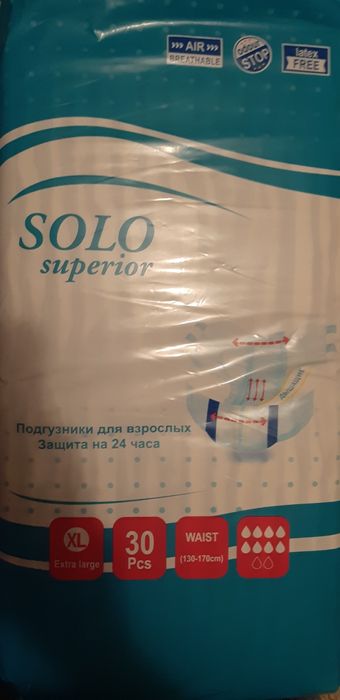 AIR
BREATHABLE
odour
STOP
latex
FREE
SOLO
superior
дышащие
Подгузники для взрослых
Защита на 24 часа
XL
Extra large
30
Pcs
WAIST
(130-170cm)